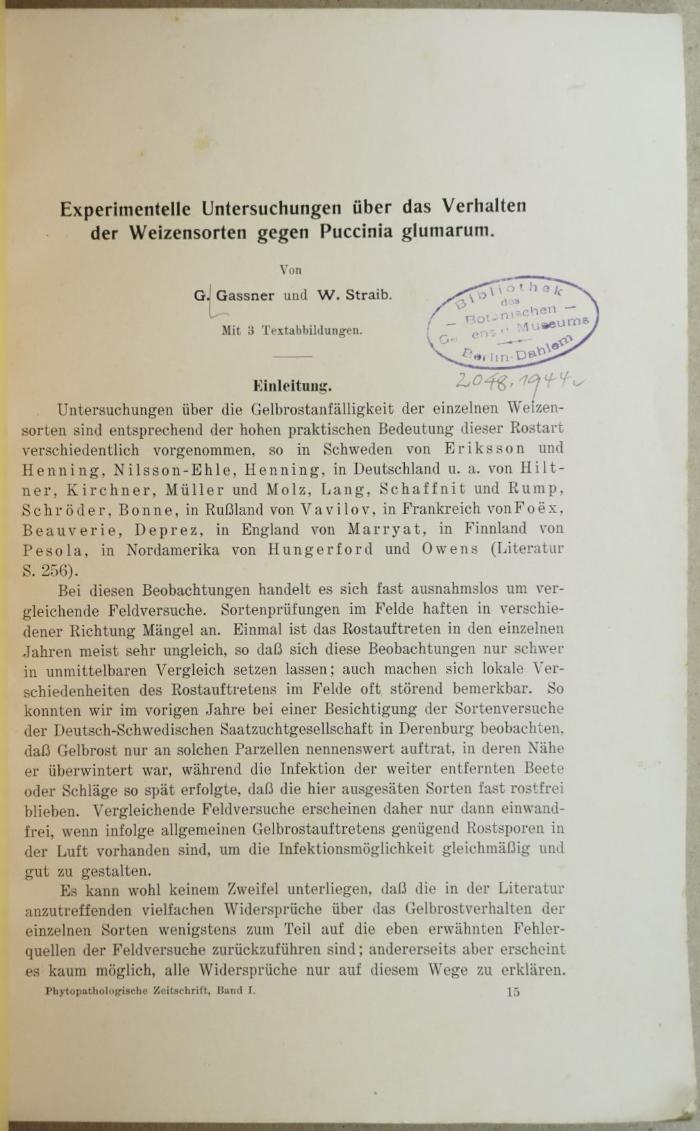 Experimentelle Untersuchungen über das Verhalten
der Weizensorten gegen Puccinia glumarum.
Von
G. Gassner und W. Straib.
Mit 3 Textabbildungen.
Bibliothek
des
— Botanischen —
Museums
Berlin-Dahlem
2048.1944
Einleitung.
Untersuchungen über die Gelbrostanfälligkeit der einzelnen Weizen-
sorten sind entsprechend der hohen praktischen Bedeutung dieser Rostart
verschiedentlich vorgenommen, so in Schweden von Eriksson und
Henning, Nilsson-Ehle, Henning, in Deutschland u. a. von Hilt-
ner, Kirchner, Müller und Molz, Lang, Schaffnit und Rump,
Schröder, Bonne, in Rußland von Vavilov, in Frankreich von Foëx,
Beauverie, Deprez, in England von Marryat, in Finnland von
Pesola, in Nordamerika von Hungerford und Owens (Literatur
S. 256).
Bei diesen Beobachtungen handelt es sich fast ausnahmslos um ver-
gleichende Feldversuche. Sortenprüfungen im Felde haften in verschie-
dener Richtung Mängel an. Einmal ist das Rostauftreten in den einzelnen
Jahren meist sehr ungleich, so daß sich diese Beobachtungen nur schwer
in unmittelbaren Vergleich setzen lassen; auch machen sich lokale Ver-
schiedenheiten des Rostauftretens im Felde oft störend bemerkbar. So
konnten wir im vorigen Jahre bei einer Besichtigung der Sortenversuche
der Deutsch-Schwedischen Saatzuchtgesellschaft in Derenburg beobachten,
daß Gelbrost nur an solchen Parzellen nennenswert auftrat, in deren Nähe
er überwintert war, während die Infektion der weiter entfernten Beete
oder Schläge so spät erfolgte, daß die hier ausgesäten Sorten fast rostfrei
blieben. Vergleichende Feldversuche erscheinen daher nur dann einwand-
frei, wenn infolge allgemeinen Gelbrostauftretens genügend Rostsporen in
der Luft vorhanden sind, um die Infektionsmöglichkeit gleichmäßig und
gut zu gestalten.
Es kann wohl keinem Zweifel unterliegen, daß die in der Literatur
anzutreffenden vielfachen Widersprüche über das Gelbrostverhalten der
einzelnen Sorten wenigstens zum Teil auf die eben erwähnten Fehler-
quellen der Feldversuche zurückzuführen sind; andererseits aber erscheint
es kaum möglich, alle Widersprüche nur auf diesem Wege zu erklären.
Phytopathologische Zeitschrift, Band I. 15